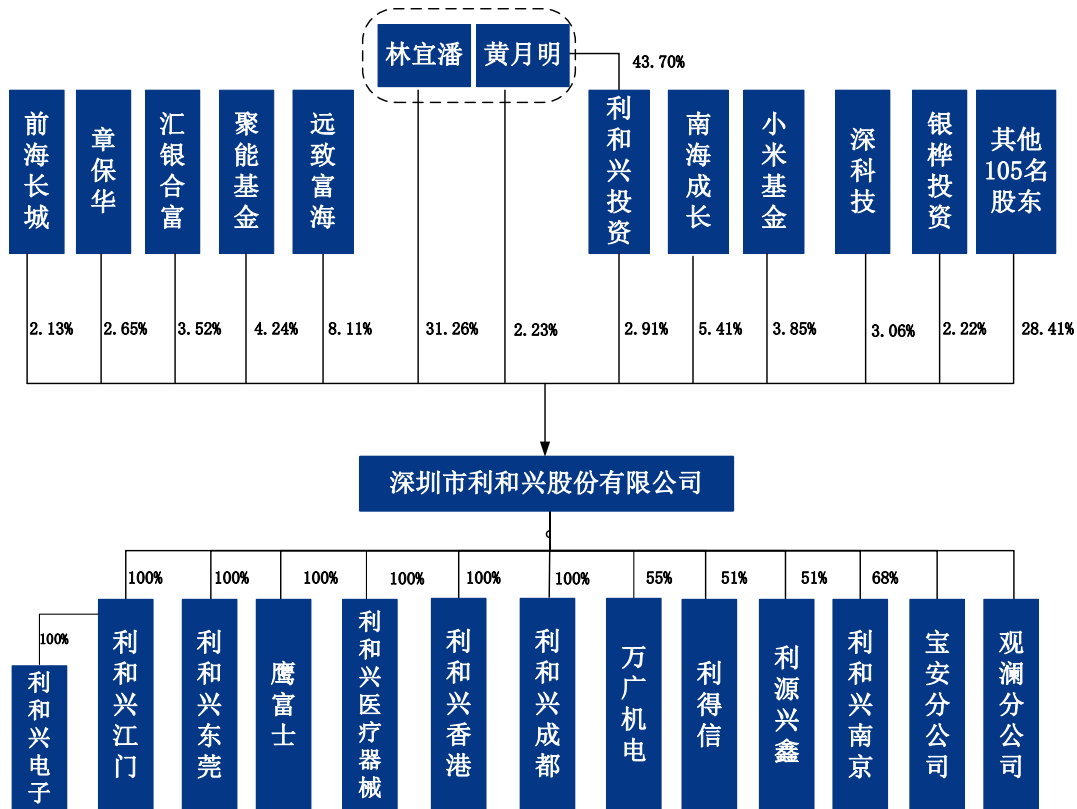 林宜潘
黄月明
43.70%
前海长城
章保华
汇银合富
聚能基金
远致富海
利和兴投资
南海成长
小米基金
深科技
银桦投资
其他
105名
股东
2.13%
2.65%
3.52%
4.24%
8.11%
31.26%
2.23%
2.91%
5.41%
3.85%
3.06%
2.22%
28.41%
深圳市利和兴股份有限公司
100%
100%
100%
100%
100%
100%
55%
51%
51%
68%
100%
利和兴电子
利和兴江门
利和兴东莞
鹰富士
利和兴医疗器械
利和兴香港
利和兴成都
万广机电
利得信
利源兴鑫
利和兴南京
宝安分公司
观澜分公司